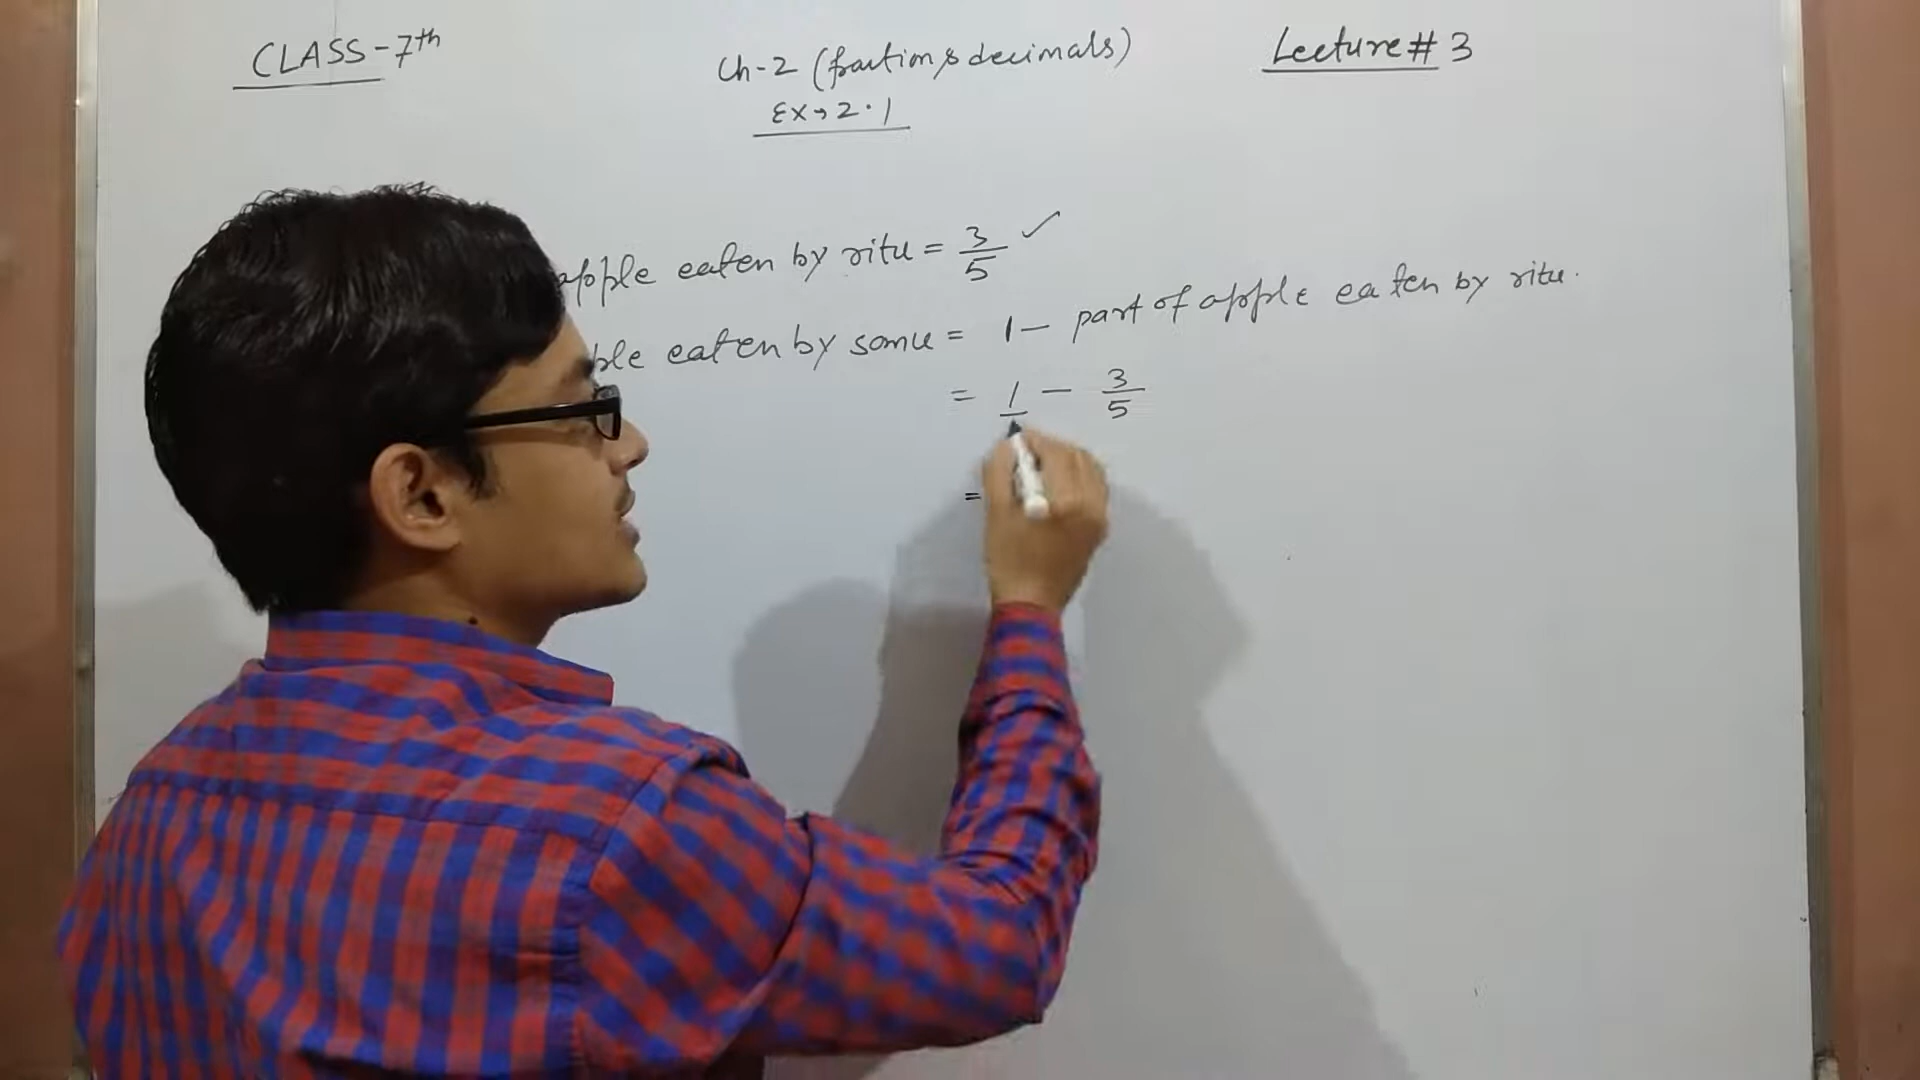 CLASS-7th
Ch-2 (fraction & decimals)
Ex→2.1
Lecture # 3
apple eaten by ritu = 3/5 ✓
ple eaten by somu = 1 - part of apple eaten by ritu.
= 1/ - 3/5
=